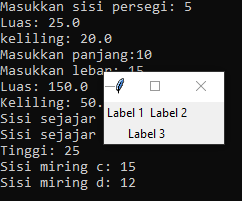 Masukkan sisi persegi: 5
Luas: 25.0
keliling: 20.0
Masukkan panjang:10
Masukkan lebar: 15
Luas: 150.0
Keliling: 50.
Sisi sejajar
Sisi sejajar
Tinggi: 25
Sisi miring c: 15
Sisi miring d: 12
Label 1 Label 2
Label 3